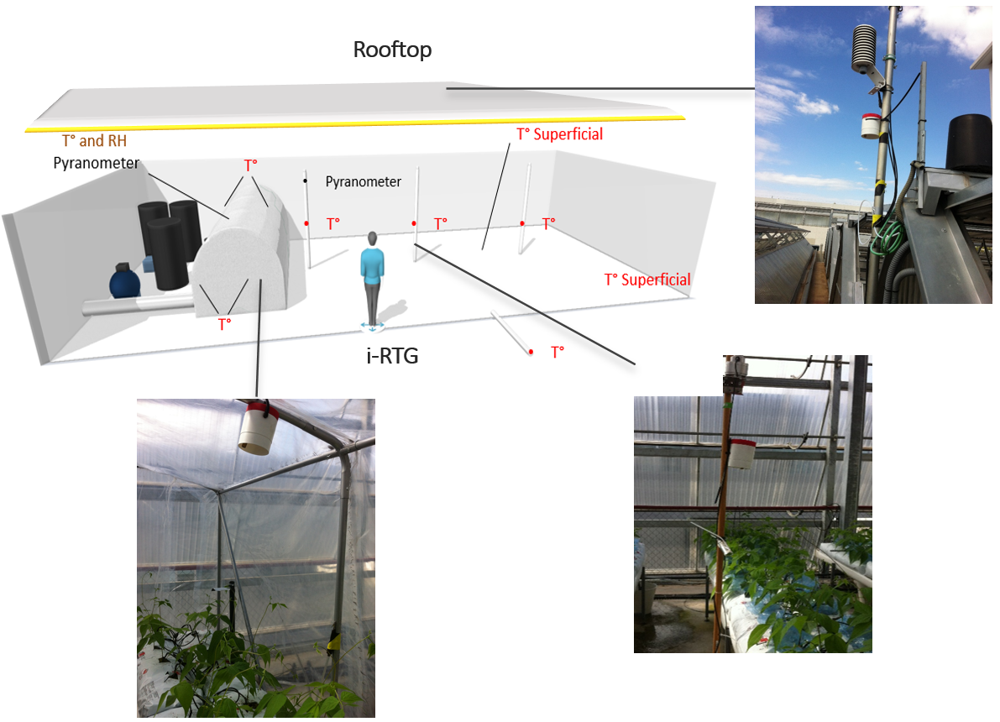 Rooftop
T° and RH
T° Superficial
Pyranometer
T°
Pyranometer
T°
T°
T°
T° Superficial
T°
T°
i-RTG